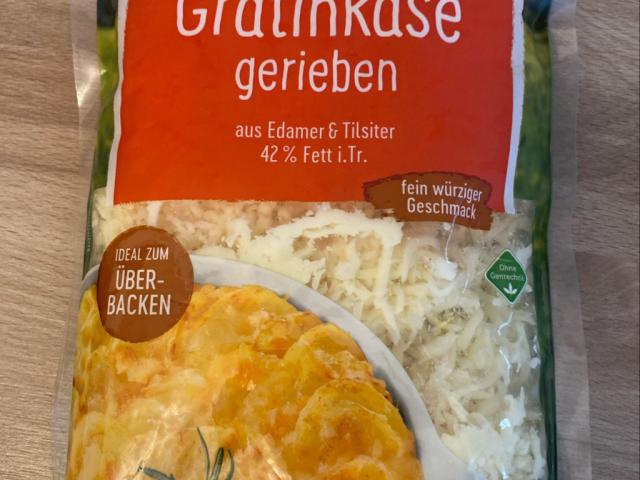 Gratinkäse
gerieben
aus Edamer & Tilsiter
42 % Fett i.Tr.
fein würziger
Geschmack
IDEAL ZUM
ÜBER-
BACKEN
Ohne
Gentechnik